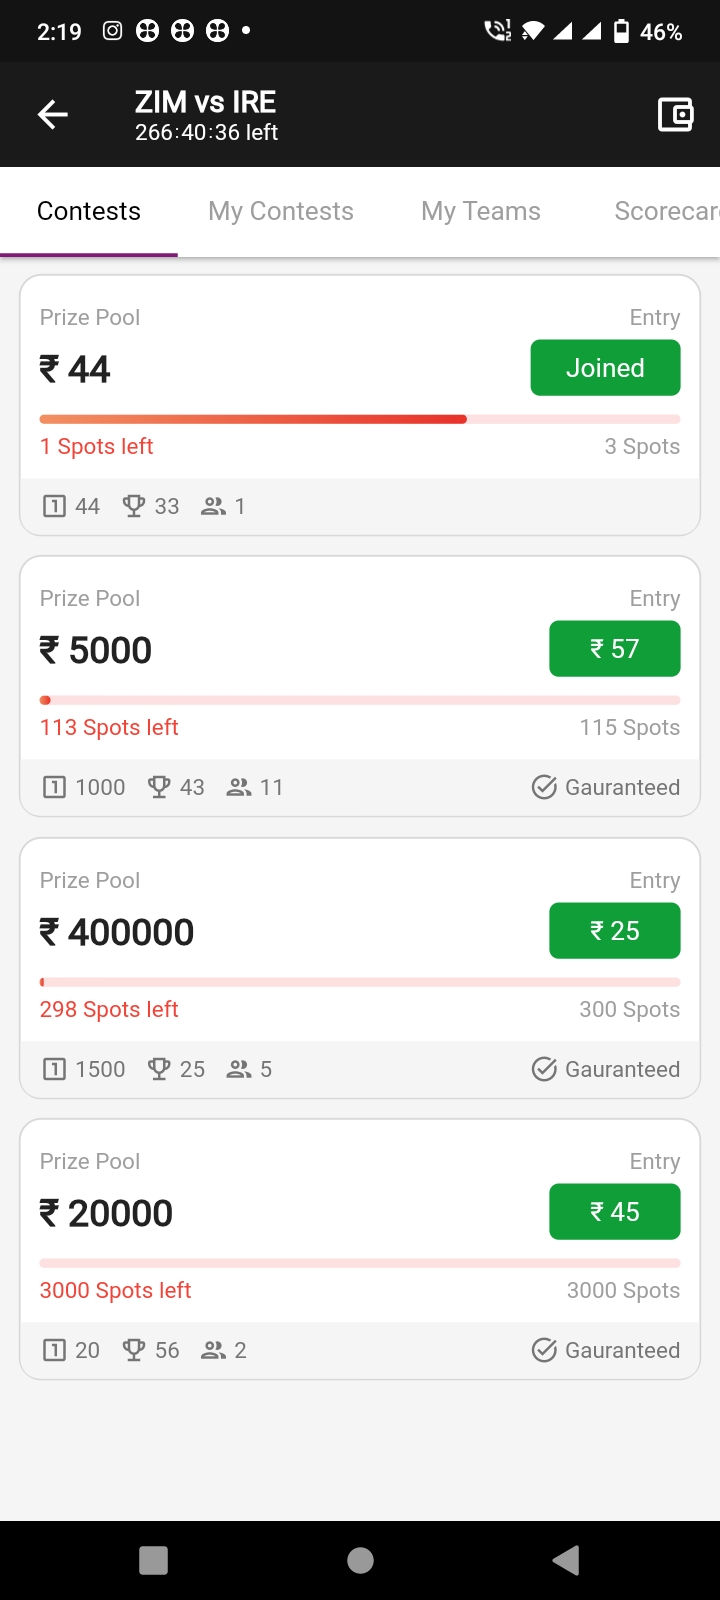 2:19 46%
ZIM vs IRE
266:40:36 left
Contests My Contests My Teams Scorecar
Prize Pool Entry
₹ 44 Joined
1 Spots left 3 Spots
1 44 33 1
Prize Pool Entry
₹ 5000 ₹ 57
113 Spots left 115 Spots
1 1000 43 11 Gauranteed
Prize Pool Entry
₹ 400000 ₹ 25
298 Spots left 300 Spots
1 1500 25 5 Gauranteed
Prize Pool Entry
₹ 20000 ₹ 45
3000 Spots left 3000 Spots
1 20 56 2 Gauranteed